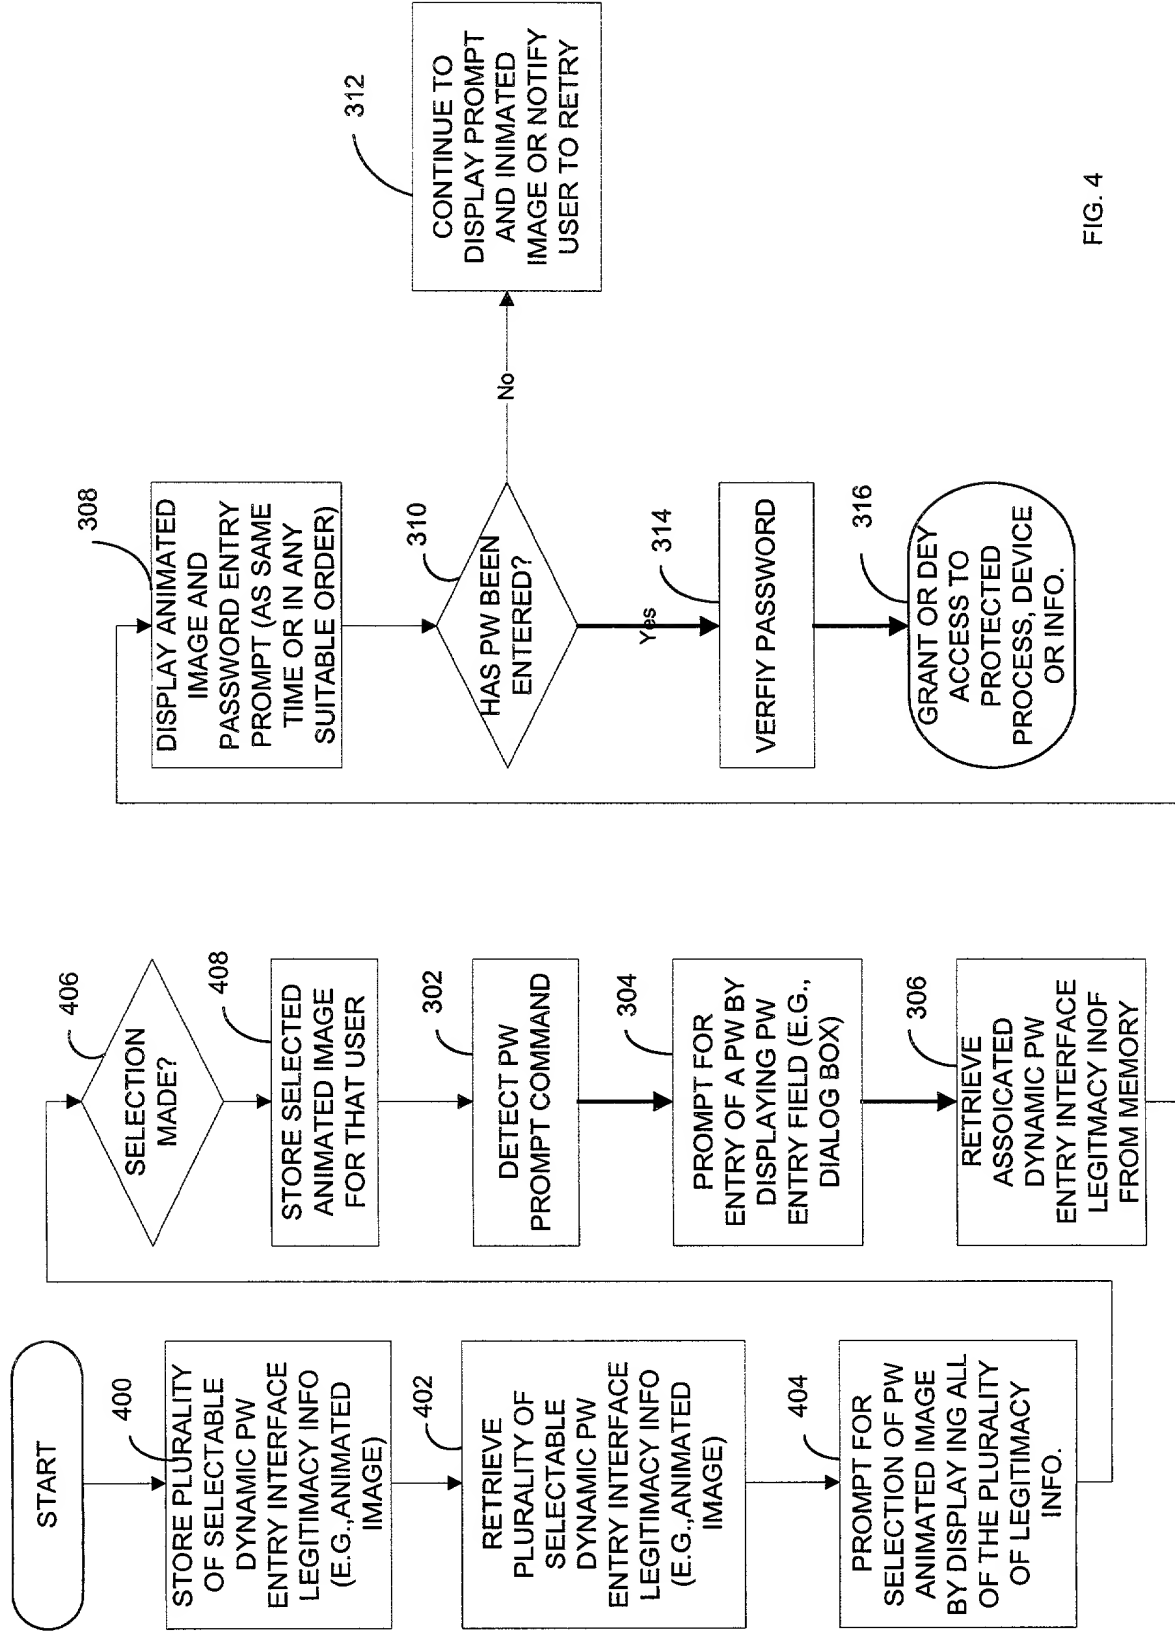 START
400
STORE PLURALITY
OF SELECTABLE
DYNAMIC PW
ENTRY INTERFACE
LEGITIMACY INFO
(E.G.,ANIMATED
IMAGE)
402
RETRIEVE
PLURALITY OF
SELECTABLE
DYNAMIC PW
ENTRY INTERFACE
LEGITIMACY INFO
(E.G.,ANIMATED
IMAGE)
404
PROMPT FOR
SELECTION OF PW
ANIMATED IMAGE
BY DISPLAY ING ALL
OF THE PLURALITY
OF LEGITIMACY
INFO.
406
SELECTION
MADE?
408
STORE SELECTED
ANIMATED IMAGE
FOR THAT USER
302
DETECT PW
PROMPT COMMAND
304
PROMPT FOR
ENTRY OF A PW BY
DISPLAYING PW
ENTRY FIELD (E.G.,
DIALOG BOX)
306
RETRIEVE
ASSOICATED
DYNAMIC PW
ENTRY INTERFACE
LEGITMACY INOF
FROM MEMORY
308
DISPLAY ANIMATED
IMAGE AND
PASSWORD ENTRY
PROMPT (AS SAME
TIME OR IN ANY
SUITABLE ORDER)
310
HAS PW BEEN
ENTERED?
No
312
CONTINUE TO
DISPLAY PROMPT
AND INIMATED
IMAGE OR NOTIFY
USER TO RETRY
Yes
314
VERFIY PASSWORD
316
GRANT OR DEY
ACCESS TO
PROTECTED
PROCESS, DEVICE
OR INFO.
FIG. 4